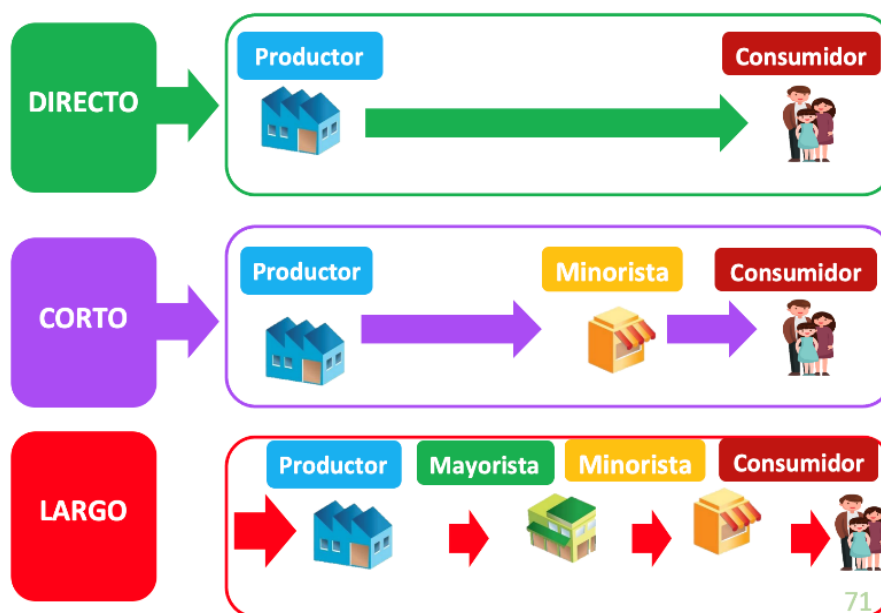 Productor
Consumidor
DIRECTO
Productor
Minorista
Consumidor
CORTO
Productor
Mayorista
Minorista
Consumidor
LARGO
71